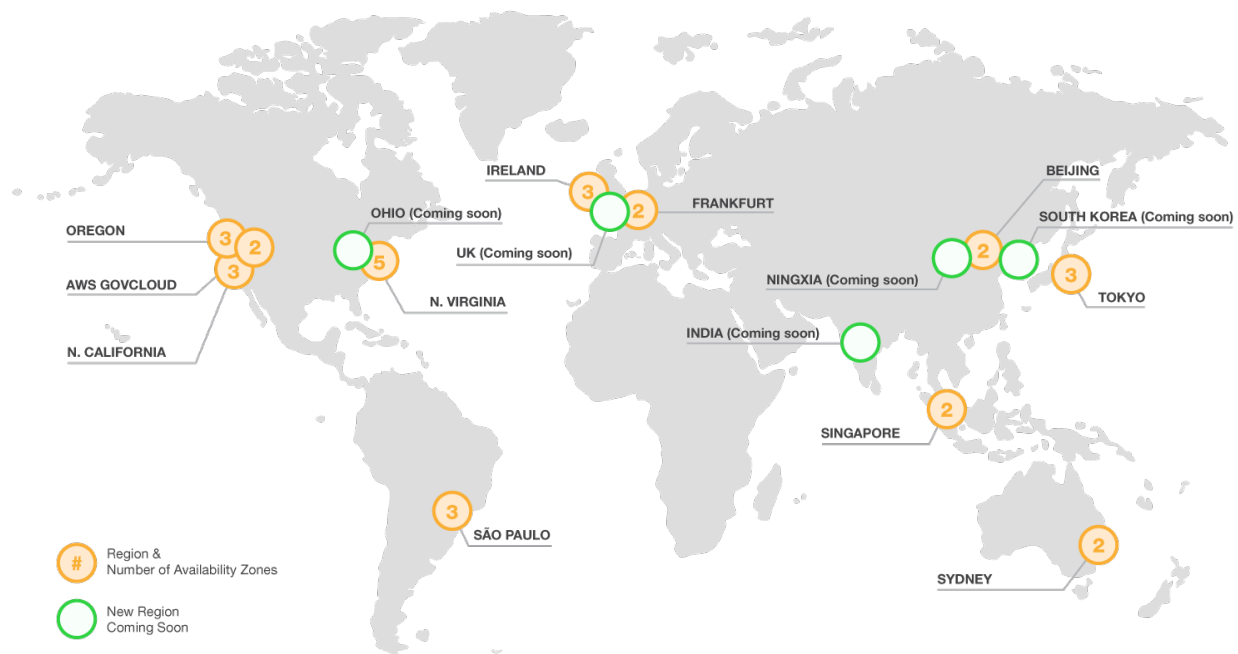 IRELAND
3
BEIJING
FRANKFURT
2
SOUTH KOREA (Coming soon)
OHIO (Coming soon)
OREGON
3
2
3
UK (Coming soon)
5
2
NINGXIA (Coming soon)
3
AWS GOVCLOUD
N. VIRGINIA
TOKYO
INDIA (Coming soon)
N. CALIFORNIA
2
SINGAPORE
3
SÃO PAULO
2
SYDNEY
#
Region &
Number of Availability Zones
New Region
Coming Soon